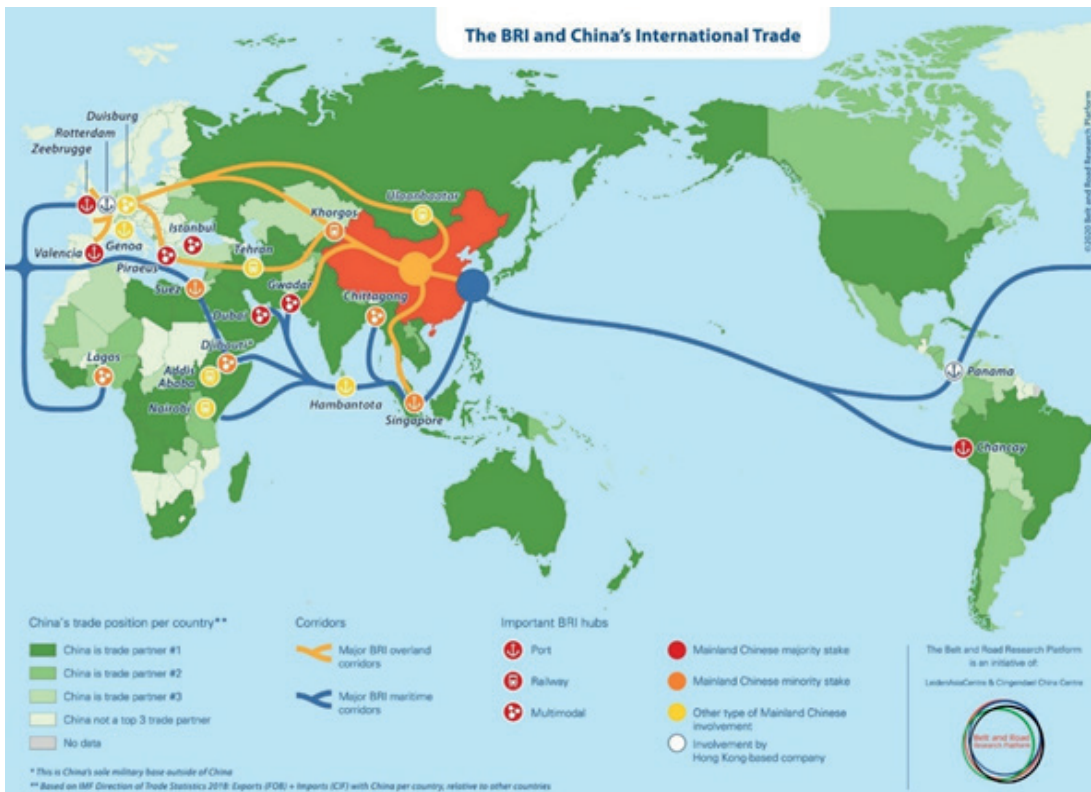 The BRI and China's International Trade
Duisburg
Rotterdam
Zeebrugge
Ulaanbaatar
Khorgos
Istanbul
Genoa
Valencia
Tehran
Piraeus
Suez
Gwadar
Chittagong
Dubai
Djibouti*
Lagos
Addis
Ababa
Nairobi
Hambantota
Singapore
Panama
Chancay
©2020 Belt and Road Research Platform
China's trade position per country**
China is trade partner #1
China is trade partner #2
China is trade partner #3
China not a top 3 trade partner
No data
Corridors
Major BRI overland
corridors
Major BRI maritime
corridors
Important BRI hubs
Port
Railway
Multimodal
Mainland Chinese majority stake
Mainland Chinese minority stake
Other type of Mainland Chinese
involvement
Involvement by
Hong Kong-based company
The Belt and Road Research Platform
is an initiative of:
LeidenAsiaCentre & Clingendael China Centre
Belt and Road
Research Platform
* This is China's sole military base outside of China
** Based on IMF Direction of Trade Statistics 2018: Exports (FOB) + Imports (CIF) with China per country, relative to other countries